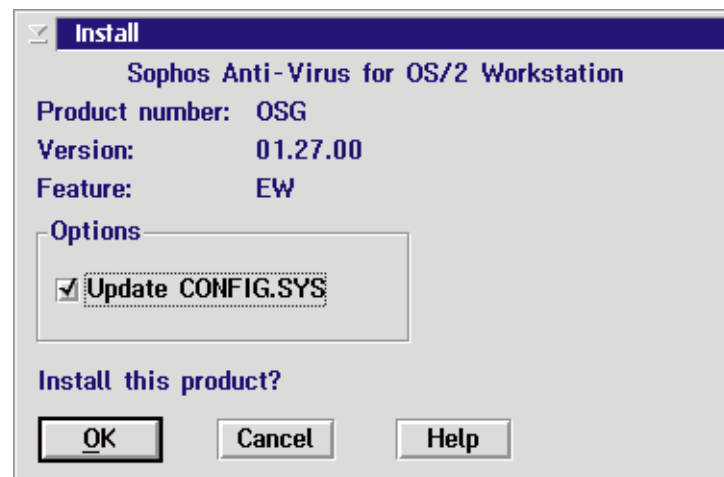 Install
Sophos Anti-Virus for OS/2 Workstation
Product number: OSG
Version: 01.27.00
Feature: EW
Options
Update CONFIG.SYS
Install this product?
OK Cancel Help